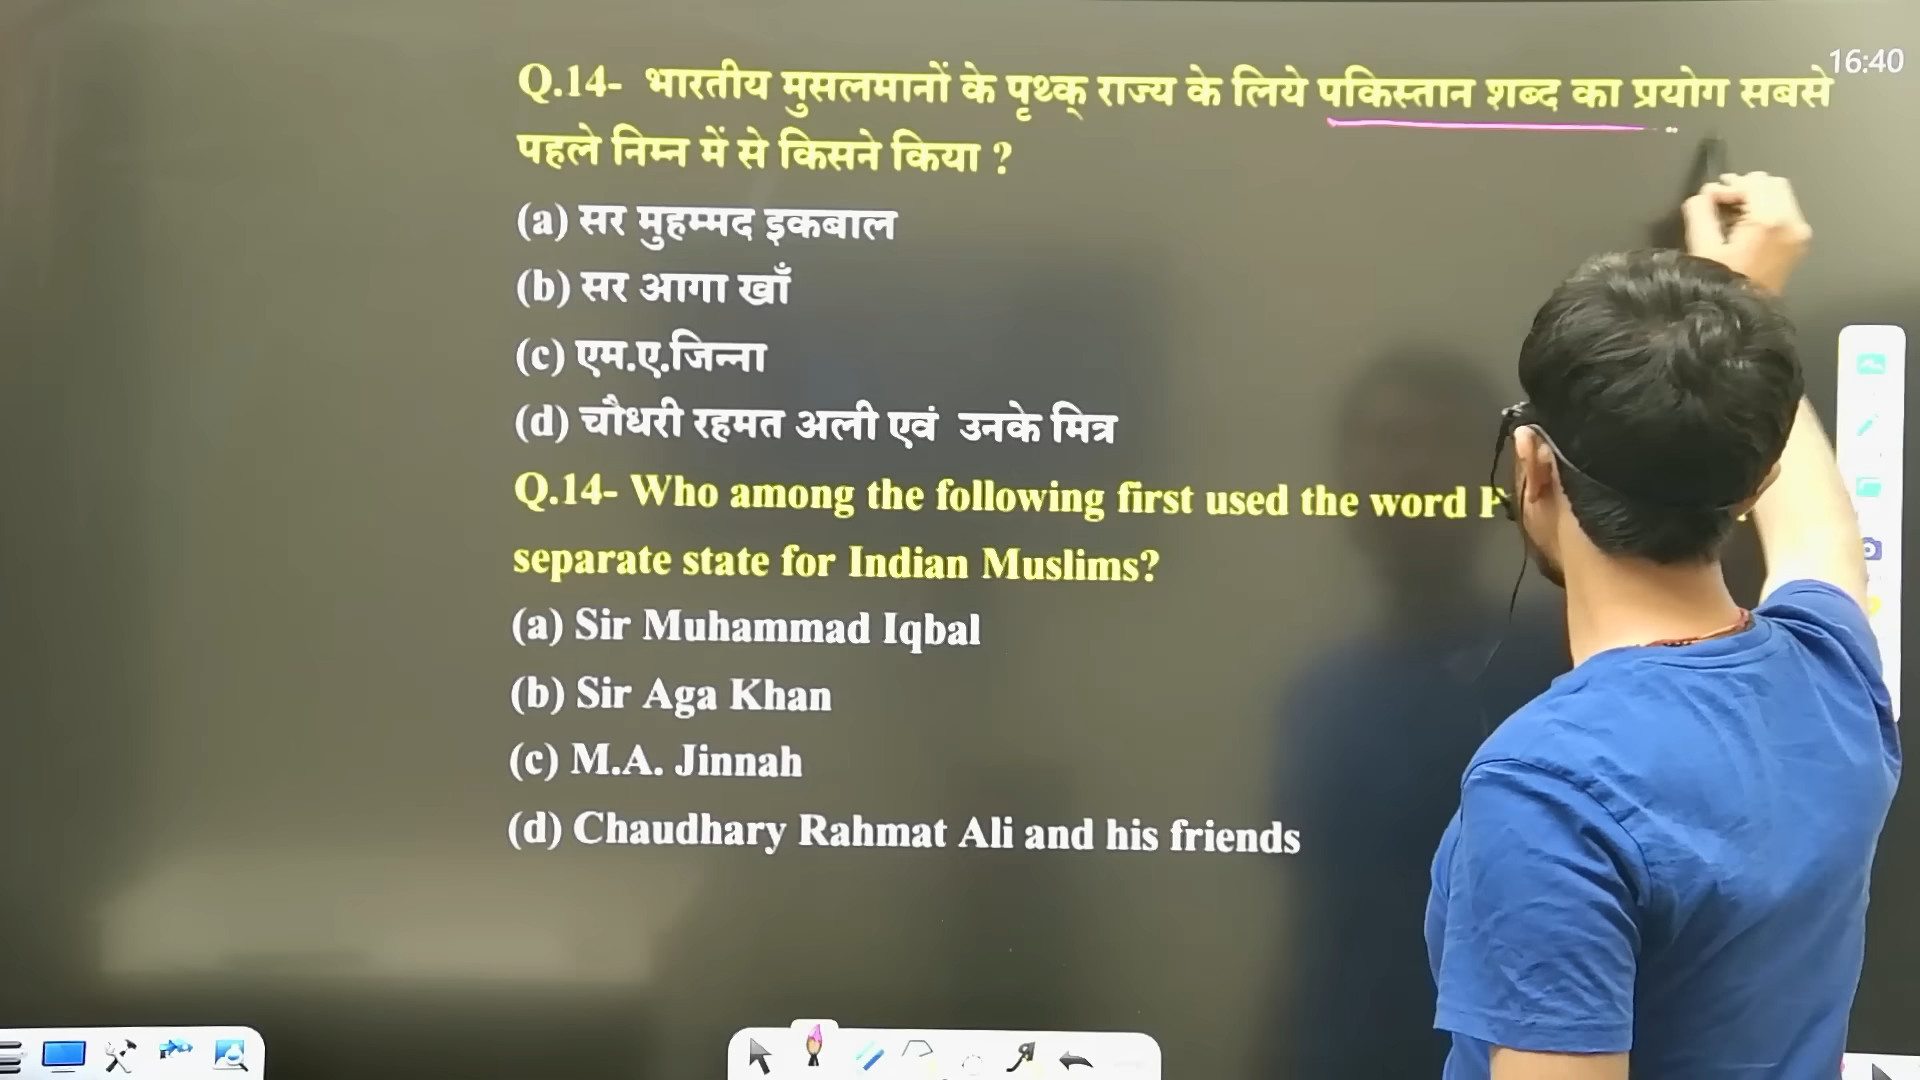 16:40
Q.14- भारतीय मुसलमानों के पृथ्क् राज्य के लिये पकिस्तान शब्द का प्रयोग सबसे
पहले निम्न में से किसने किया ?
(a) सर मुहम्मद इकबाल
(b) सर आगा खाँ
(c) एम.ए.जिन्ना
(d) चौधरी रहमत अली एवं उनके मित्र
Q.14- Who among the following first used the word
separate state for Indian Muslims?
(a) Sir Muhammad Iqbal
(b) Sir Aga Khan
(c) M.A. Jinnah
(d) Chaudhary Rahmat Ali and his friends